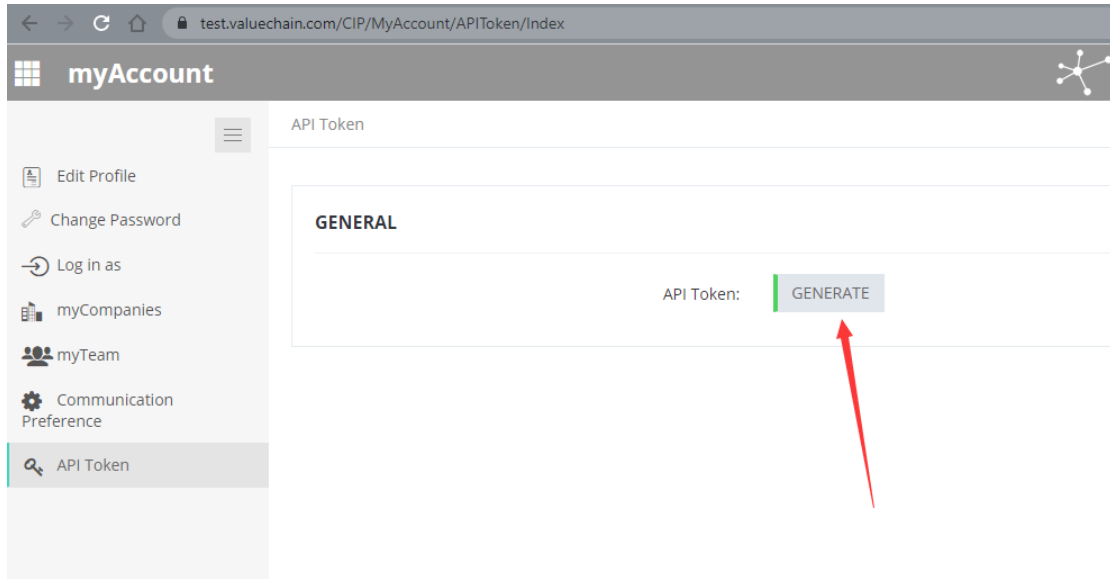 test.valuechain.com/CIP/MyAccount/APIToken/Index
myAccount
API Token
Edit Profile
Change Password
Log in as
myCompanies
myTeam
Communication
Preference
API Token
GENERAL
API Token:
GENERATE